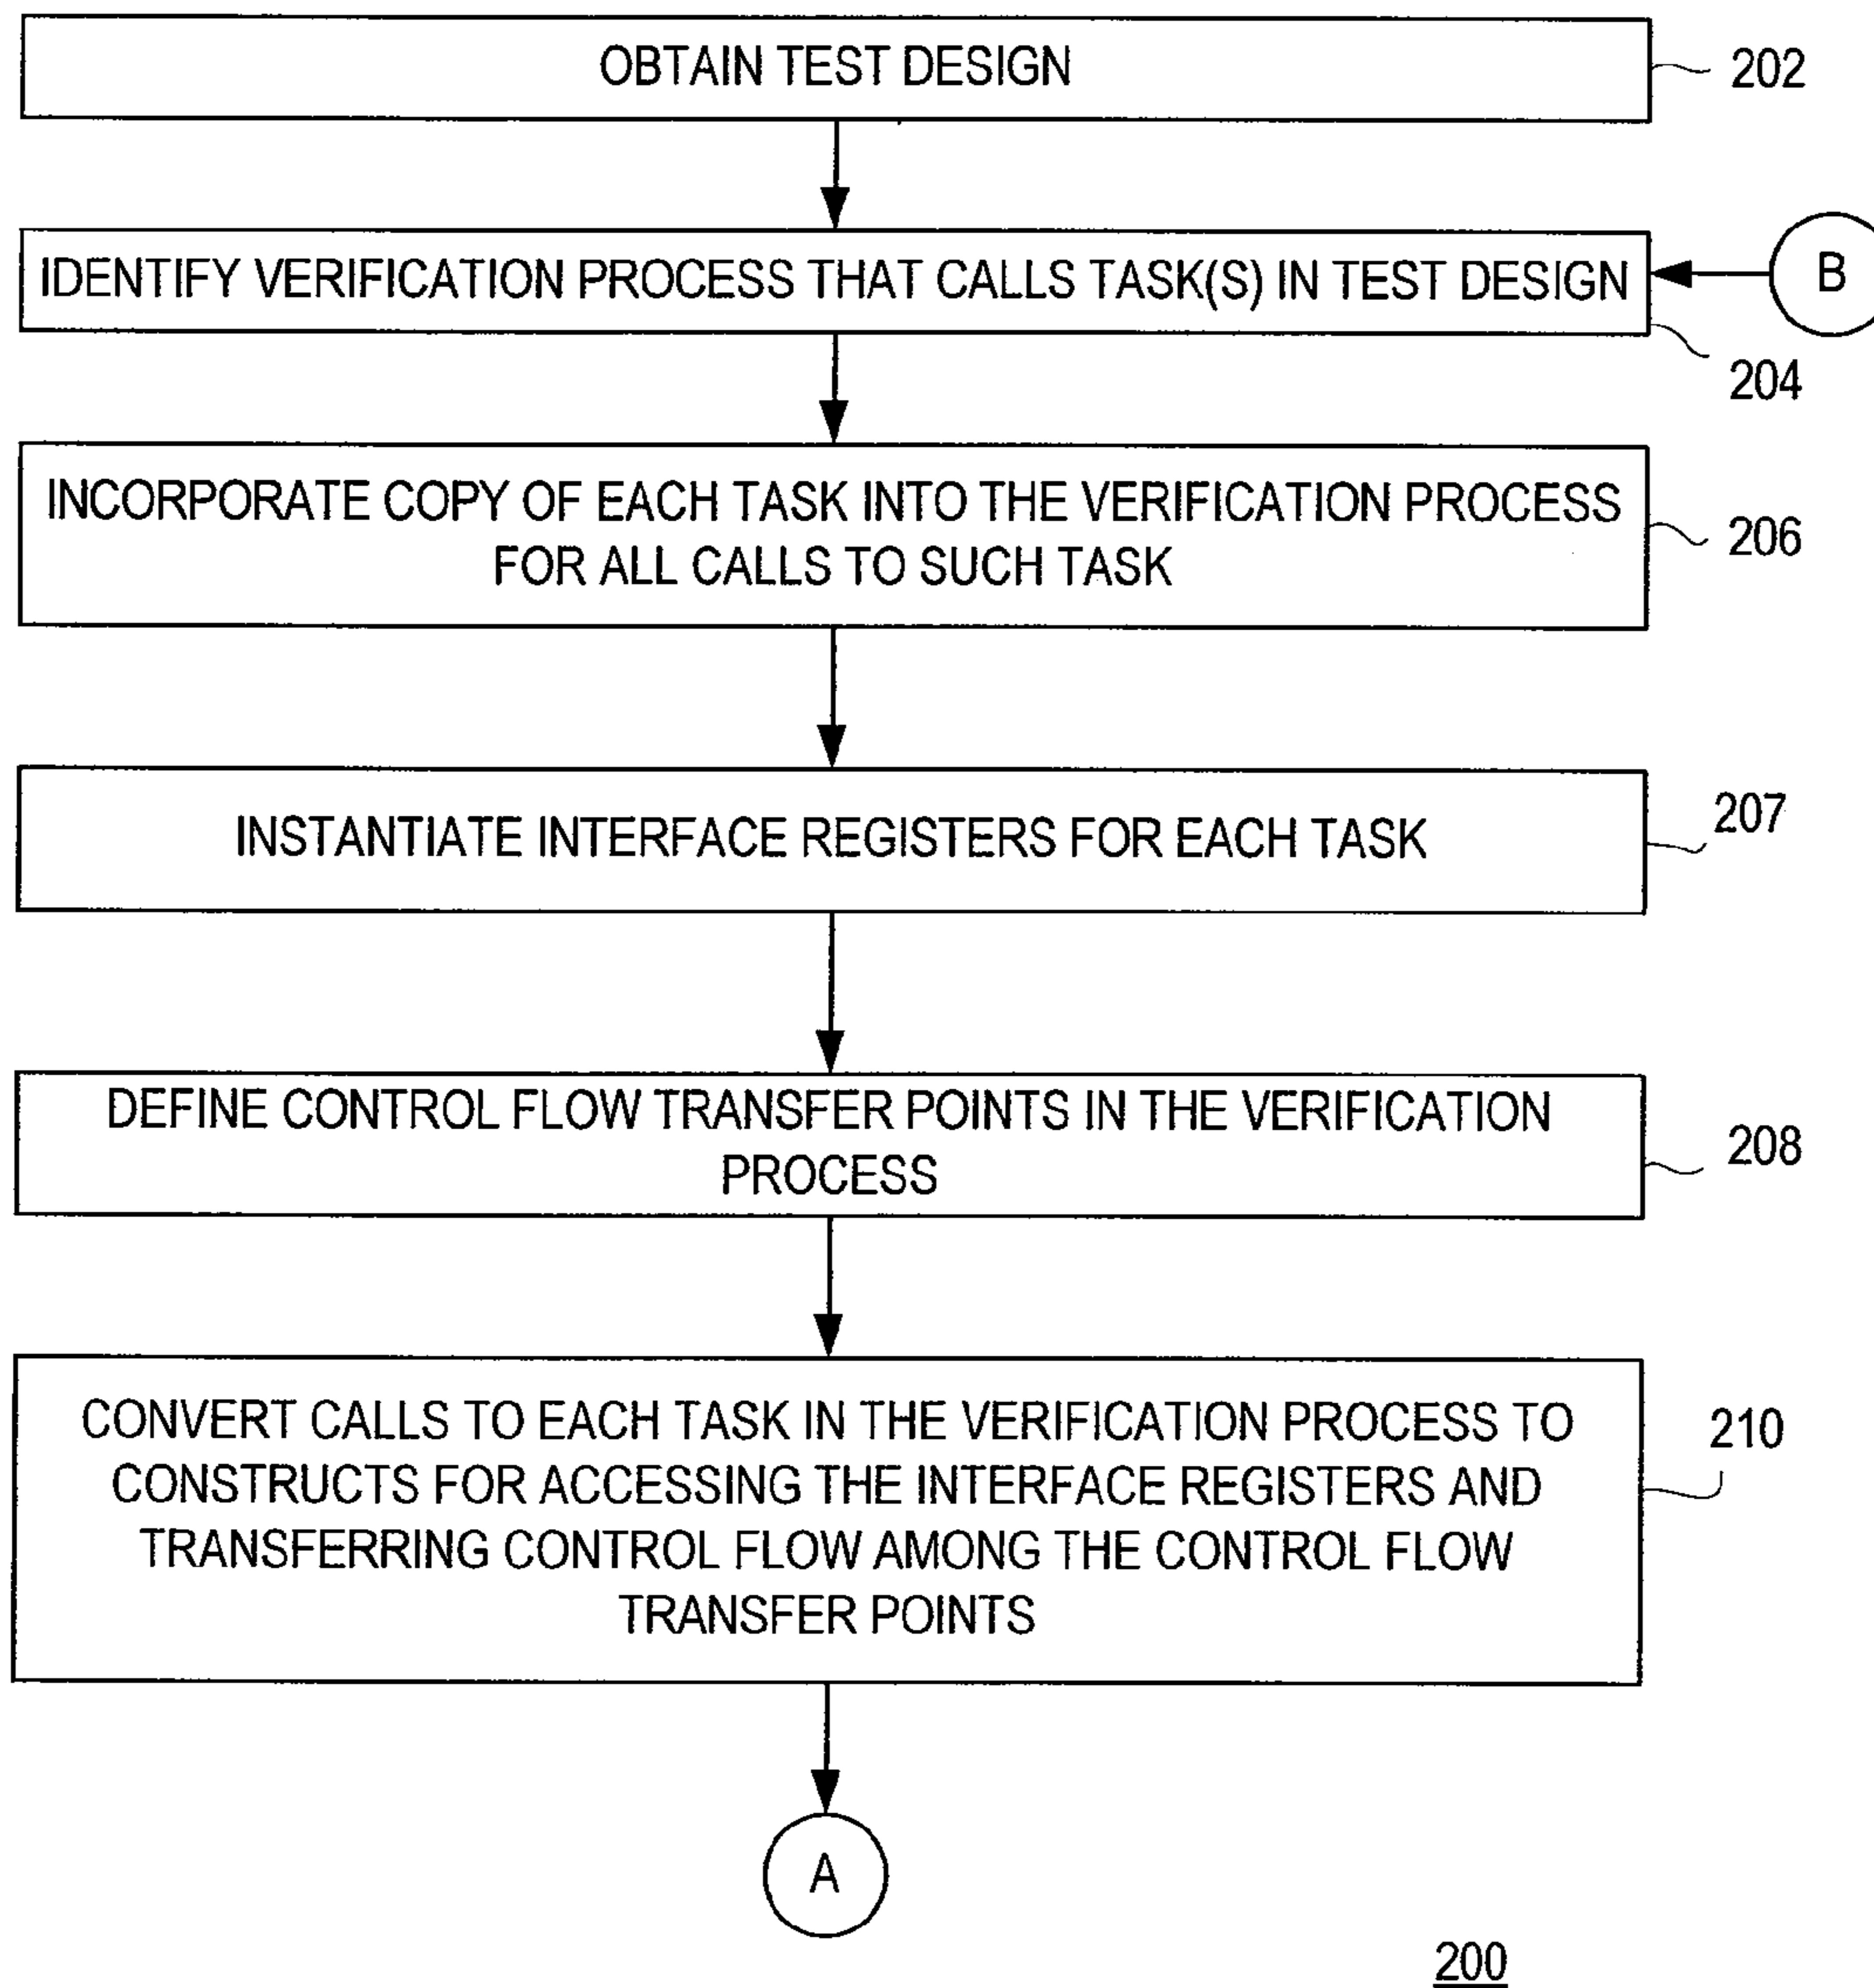 OBTAIN TEST DESIGN
202
IDENTIFY VERIFICATION PROCESS THAT CALLS TASK(S) IN TEST DESIGN
B
204
INCORPORATE COPY OF EACH TASK INTO THE VERIFICATION PROCESS
FOR ALL CALLS TO SUCH TASK
206
INSTANTIATE INTERFACE REGISTERS FOR EACH TASK
207
DEFINE CONTROL FLOW TRANSFER POINTS IN THE VERIFICATION
PROCESS
208
CONVERT CALLS TO EACH TASK IN THE VERIFICATION PROCESS TO
CONSTRUCTS FOR ACCESSING THE INTERFACE REGISTERS AND
TRANSFERRING CONTROL FLOW AMONG THE CONTROL FLOW
TRANSFER POINTS
210
A
200